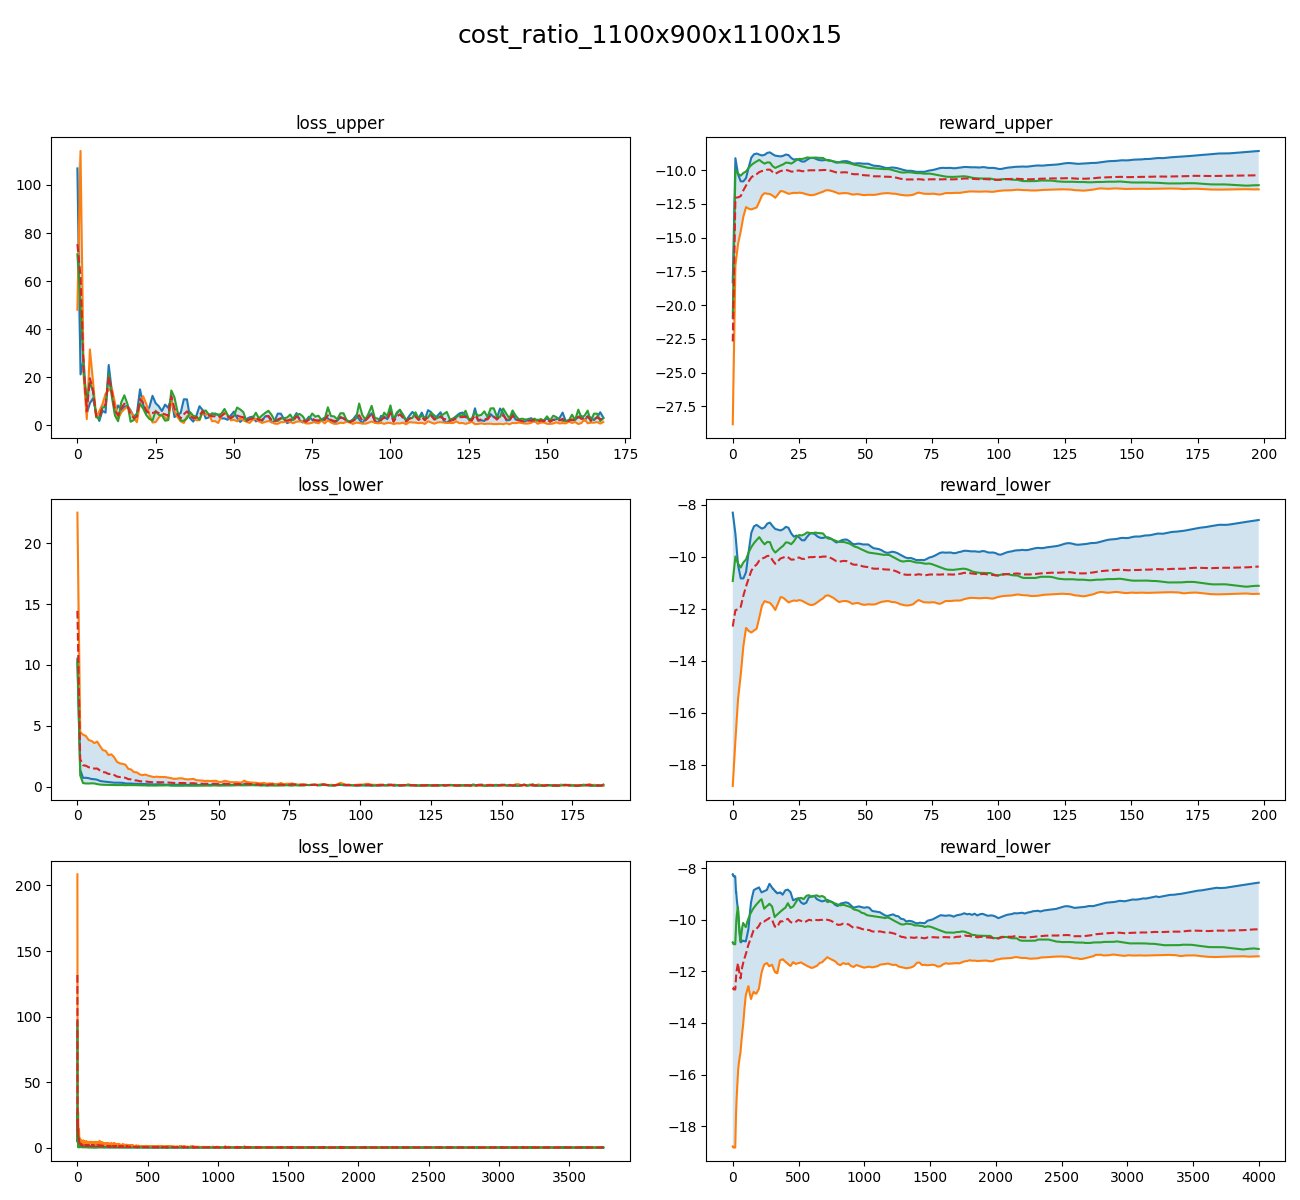 cost_ratio_1100x900x1100x15
loss_upper
100
80
60
40
20
0
0 25 50 75 100 125 150 175
reward_upper
−10.0
−12.5
−15.0
−17.5
−20.0
−22.5
−25.0
−27.5
0 25 50 75 100 125 150 175 200
loss_lower
20
15
10
5
0
0 25 50 75 100 125 150 175
reward_lower
−8
−10
−12
−14
−16
−18
0 25 50 75 100 125 150 175 200
loss_lower
200
150
100
50
0
0 500 1000 1500 2000 2500 3000 3500
reward_lower
−8
−10
−12
−14
−16
−18
0 500 1000 1500 2000 2500 3000 3500 4000